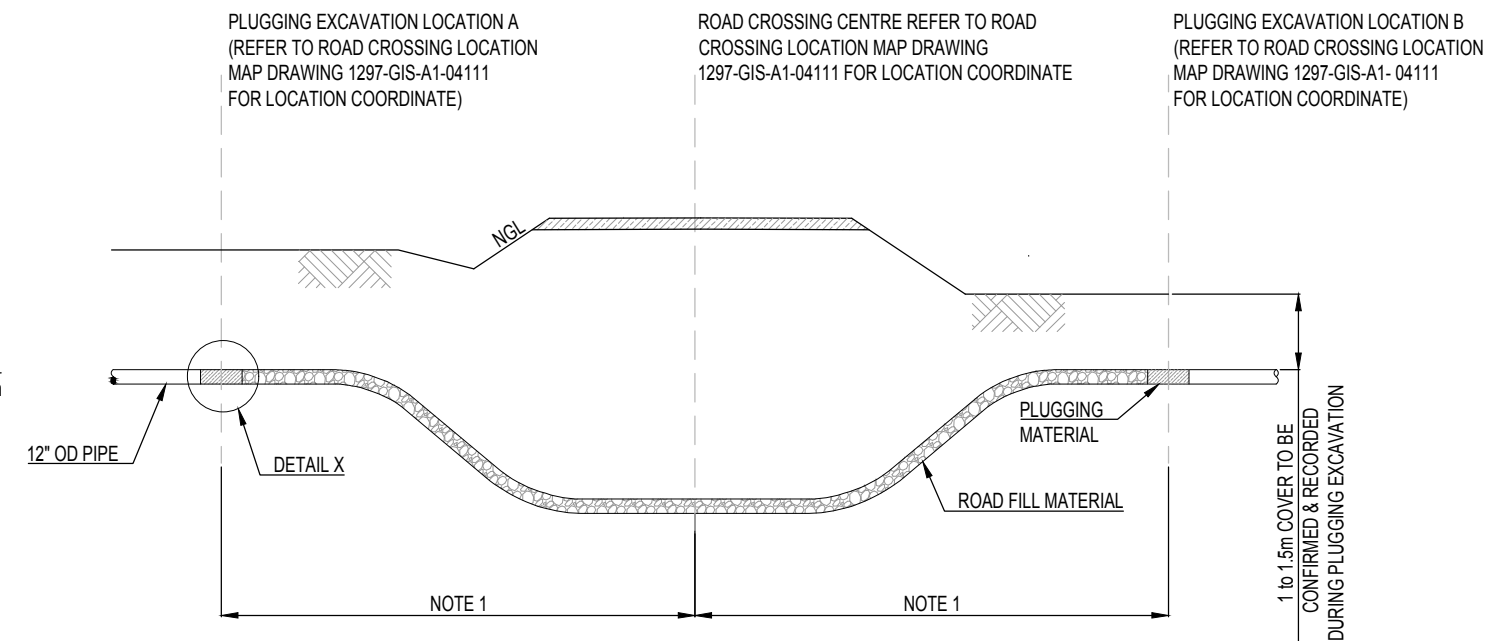 PLUGGING EXCAVATION LOCATION A
(REFER TO ROAD CROSSING LOCATION
MAP DRAWING 1297-GIS-A1-04111
FOR LOCATION COORDINATE)
ROAD CROSSING CENTRE REFER TO ROAD
CROSSING LOCATION MAP DRAWING
1297-GIS-A1-04111 FOR LOCATION COORDINATE
PLUGGING EXCAVATION LOCATION B
(REFER TO ROAD CROSSING LOCATION
MAP DRAWING 1297-GIS-A1- 04111
FOR LOCATION COORDINATE)
NGL
12" OD PIPE
DETAIL X
PLUGGING
MATERIAL
ROAD FILL MATERIAL
NOTE 1
NOTE 1
1 to 1.5m COVER TO BE
CONFIRMED & RECORDED
DURING PLUGGING EXCAVATION